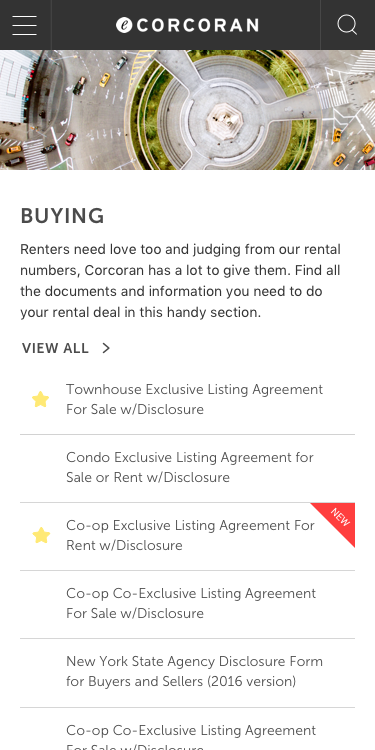 CORCORAN
BUYING
Renters need love too and judging from our rental
numbers, Corcoran has a lot to give them. Find all
the documents and information you need to do
your rental deal in this handy section.
VIEW ALL
Townhouse Exclusive Listing Agreement
For Sale w/Disclosure
Condo Exclusive Listing Agreement for
Sale or Rent w/Disclosure
Co-op Exclusive Listing Agreement For
Rent w/Disclosure
NEW
Co-op Co-Exclusive Listing Agreement
For Sale w/Disclosure
New York State Agency Disclosure Form
for Buyers and Sellers (2016 version)
Co-op Co-Exclusive Listing Agreement
For Sale w/Disclosure